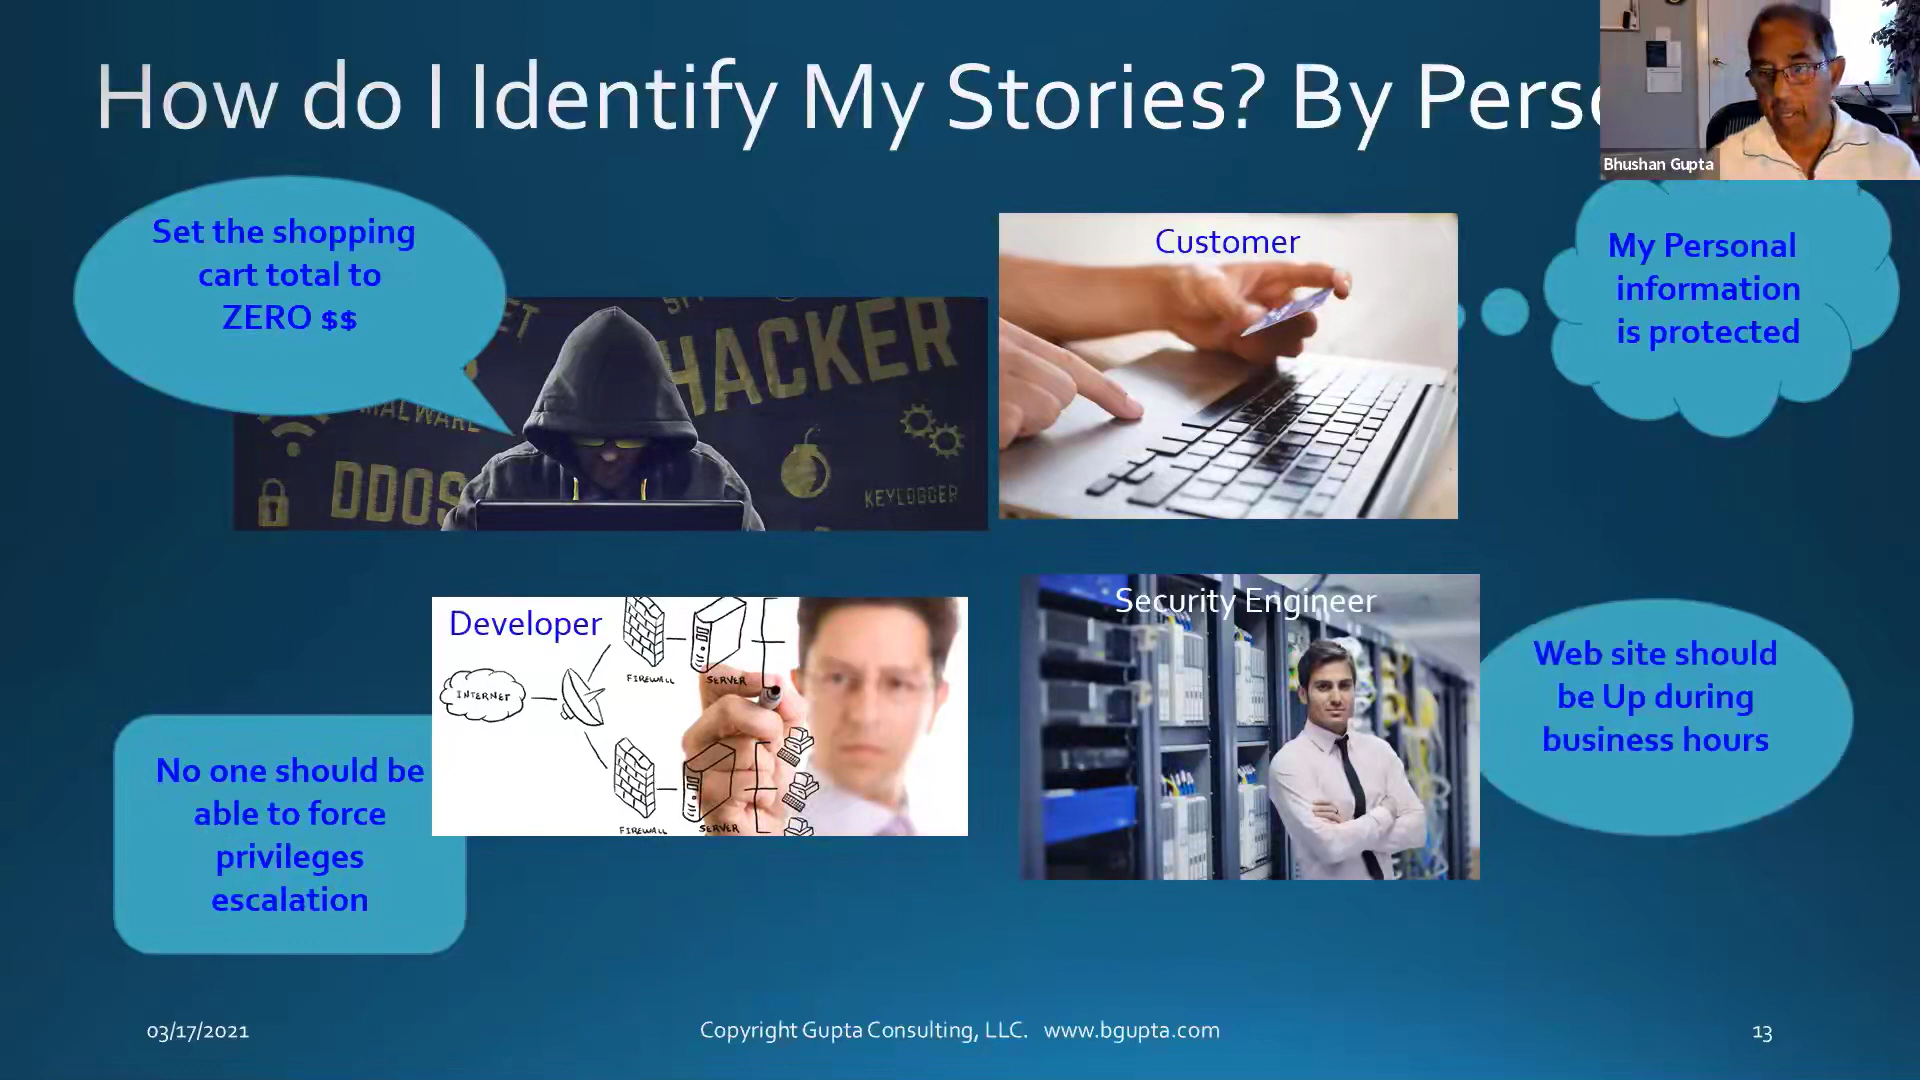 How do I Identify My Stories? By Perso
Bhushan Gupta
Set the shopping
cart total to
ZERO $$
HACKER
MALWARE
DDOS
KEYLOGGER
Customer
My Personal
information
is protected
Developer
INTERNET
FIREWALL
SERVER
FIREWALL
SERVER
Security Engineer
Web site should
be Up during
business hours
No one should be
able to force
privileges
escalation
03/17/2021
Copyright Gupta Consulting, LLC. www.bgupta.com
13